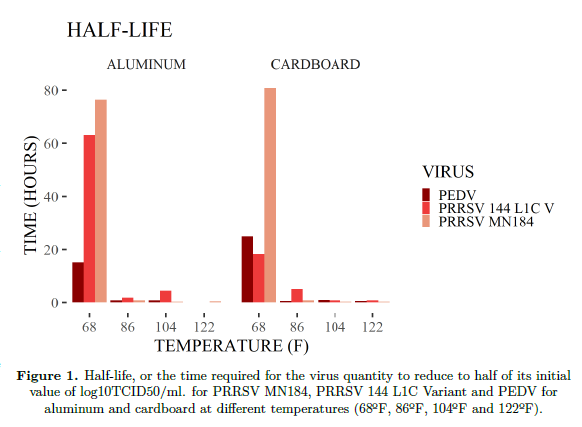 HALF-LIFE
ALUMINUM
CARDBOARD
80
60
40
20
0
TIME (HOURS)
68 86 104 122 68 86 104 122
TEMPERATURE (F)
VIRUS
PEDV
PRRSV 144 L1C V
PRRSV MN184
Figure 1. Half-life, or the time required for the virus quantity to reduce to half of its initial
value of log10TCID50/ml. for PRRSV MN184, PRRSV 144 L1C Variant and PEDV for
aluminum and cardboard at different temperatures (68ºF, 86ºF, 104ºF and 122ºF).